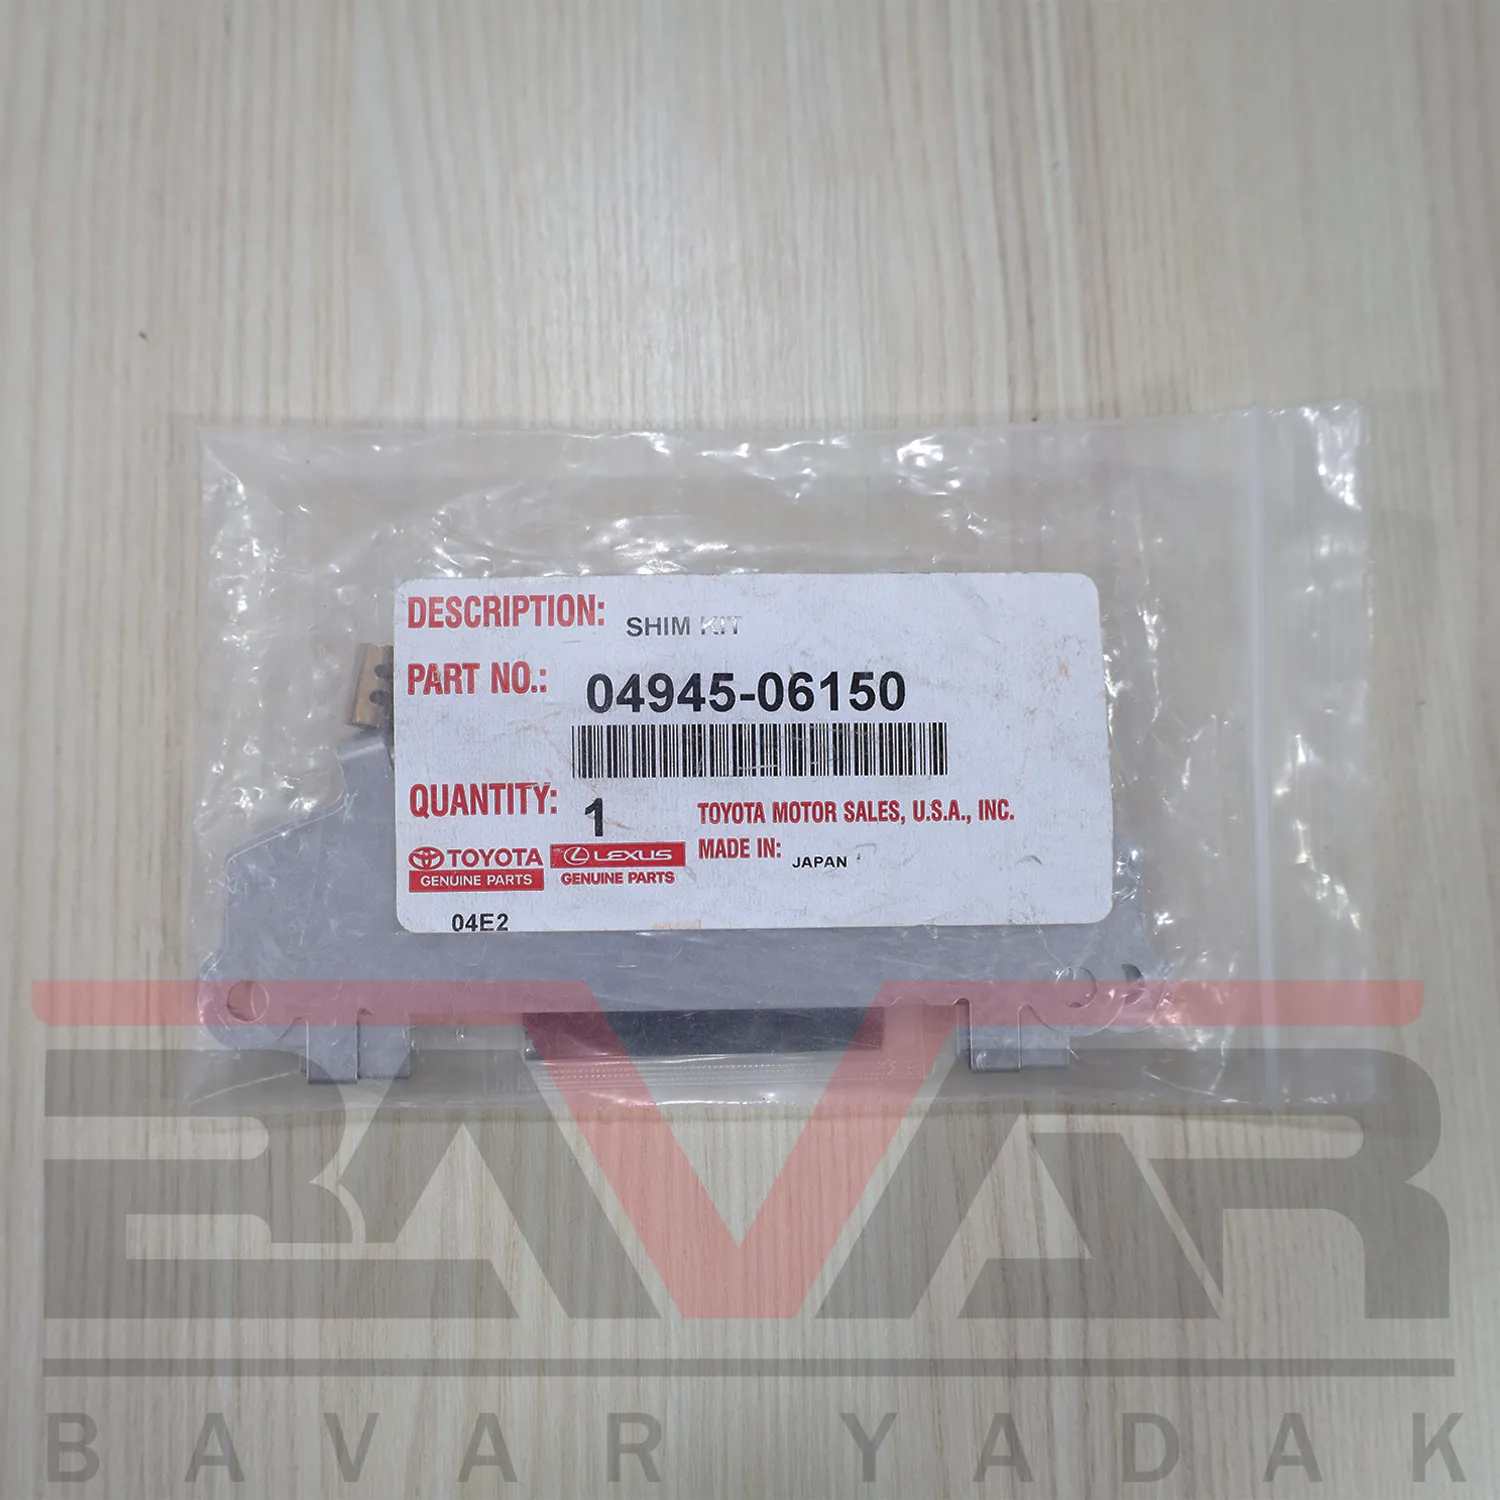 DESCRIPTION: SHIM KIT
PART NO.: 04945-06150
QUANTITY: 1
TOYOTA MOTOR SALES, U.S.A., INC.
MADE IN: JAPAN
TOYOTA
GENUINE PARTS
LEXUS
GENUINE PARTS
04E2
BAVAR
BAVAR YADAK